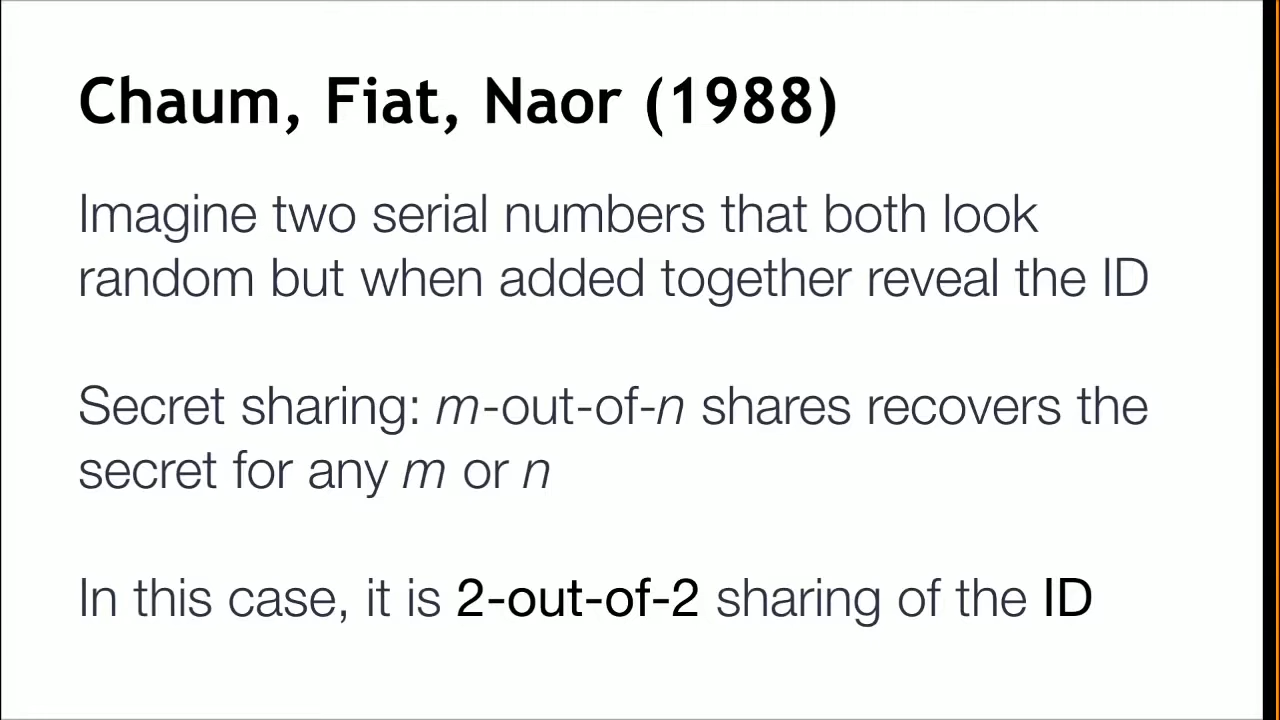 Chaum, Fiat, Naor (1988)
Imagine two serial numbers that both look
random but when added together reveal the ID
Secret sharing: m-out-of-n shares recovers the
secret for any m or n
In this case, it is 2-out-of-2 sharing of the ID